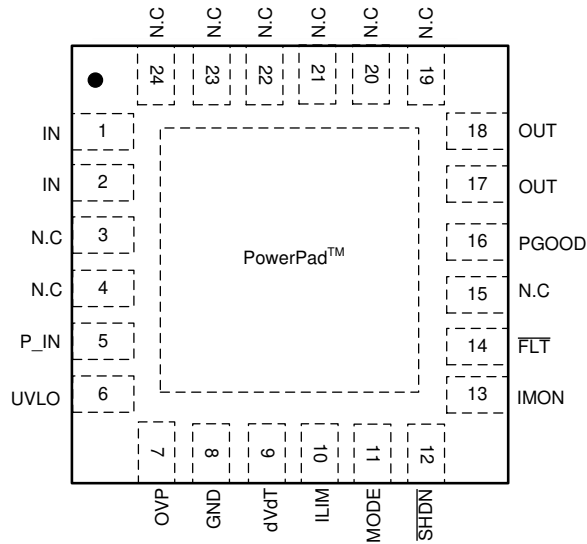 N.C N.C N.C N.C N.C N.C
24 23 22 21 20 19
IN 1 18 OUT
IN 2 17 OUT
N.C 3 16 PGOOD
PowerPad™
N.C 4 15 N.C
P_IN 5 14 F̅L̅T̅
UVLO 6 13 IMON
7 8 9 10 11 12
OVP GND dVdT ILIM MODE S̅H̅D̅N̅